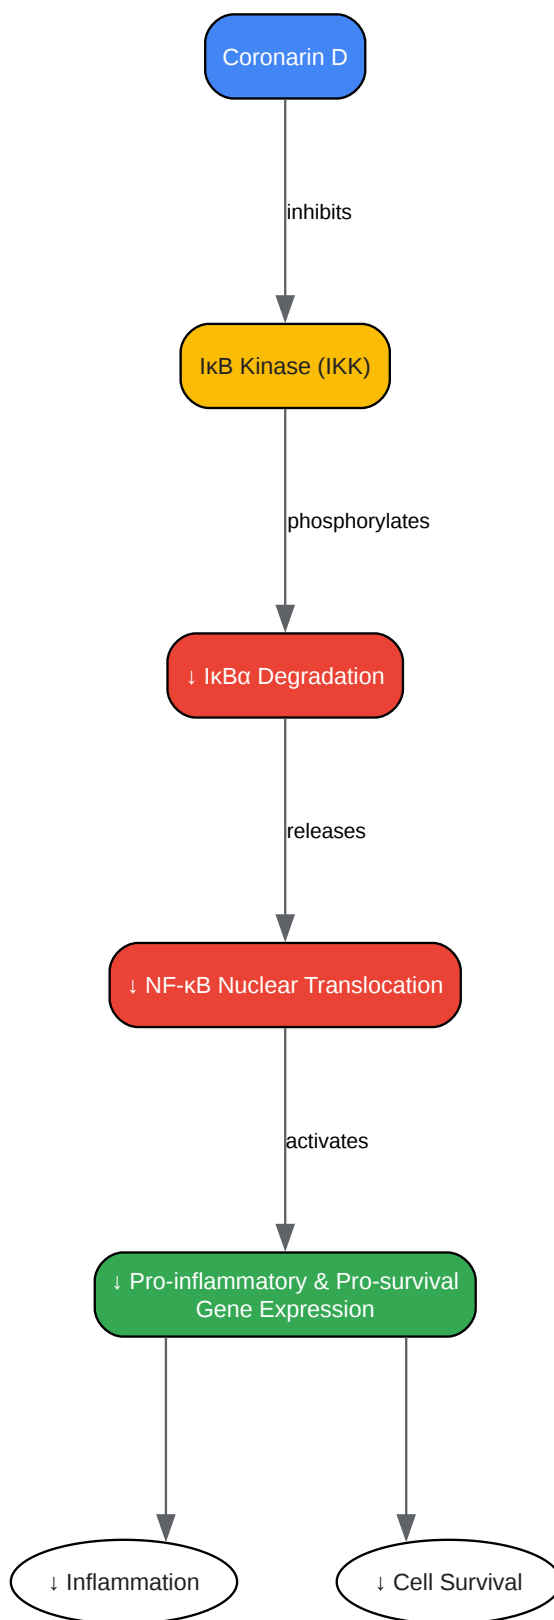 Coronarin D
inhibits
IκB Kinase (IKK)
phosphorylates
↓ IκBα Degradation
releases
↓ NF-κB Nuclear Translocation
activates
↓ Pro-inflammatory & Pro-survival
Gene Expression
↓ Inflammation
↓ Cell Survival